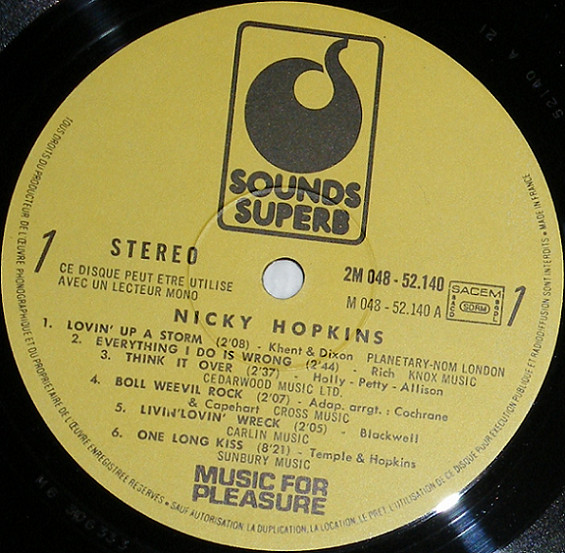 SOUNDS
SUPERB
1
STEREO
CE DISQUE PEUT ETRE UTILISE
AVEC UN LECTEUR MONO
2M 048 - 52.140
M 048 - 52.140 A
SACEM
SDRM
1
NICKY HOPKINS
1. LOVIN' UP A STORM (2'08) - Khent & Dixon PLANETARY-NOM LONDON
2. EVERYTHING I DO IS WRONG (2'44) - Rich KNOX MUSIC
3. THINK IT OVER (2'37) - Holly - Petty - Allison
CEDARWOOD MUSIC LTD.
4. BOLL WEEVIL ROCK (2'07) - Adap. arrgt. : Cochrane
& Capehart CROSS MUSIC
5. LIVIN'LOVIN' WRECK (2'05) - Blackwell
CARLIN MUSIC
6. ONE LONG KISS (8'21) - Temple & Hopkins
SUNBURY MUSIC
MUSIC FOR
PLEASURE
TOUS DROITS DU PRODUCTEUR DE L'ŒUVRE PHONOGRAPHIQUE ET DU PROPRIETAIRE DE L'ŒUVRE ENREGISTREE RESERVES • SAUF AUTORISATION LA DUPLICATION, LA LOCATION, LE PRET, L'UTILISATION DE CE DISQUE POUR EXECUTION PUBLIQUE ET RADIODIFFUSION SONT INTERDITES • MADE IN FRANCE
52140 A 21